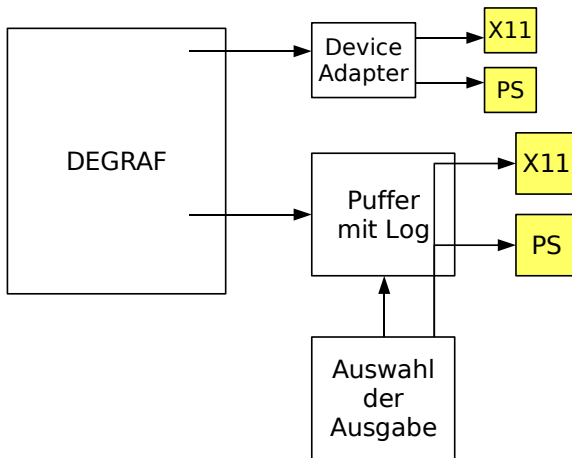 DEGRAF
Device
Adapter
X11
PS
Puffer
mit Log
X11
PS
Auswahl
der
Ausgabe